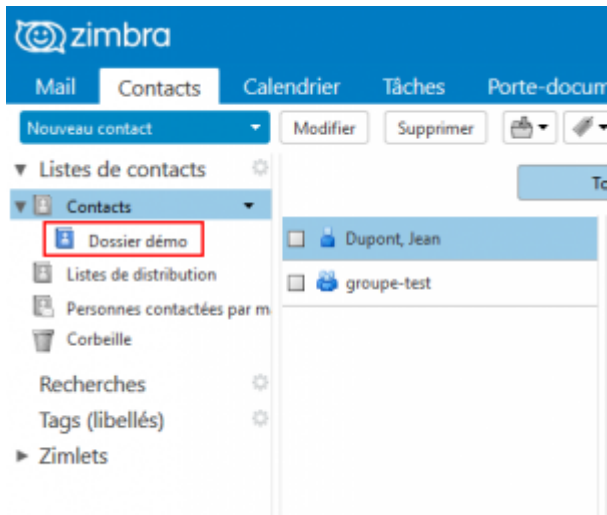 zimbra
Mail Contacts Calendrier Tâches Porte-docum
Nouveau contact Modifier Supprimer
Listes de contacts
To
Contacts
Dossier démo
Listes de distribution
Personnes contactées par m
Corbeille
Recherches
Tags (libellés)
Zimlets
Dupont, Jean
groupe-test